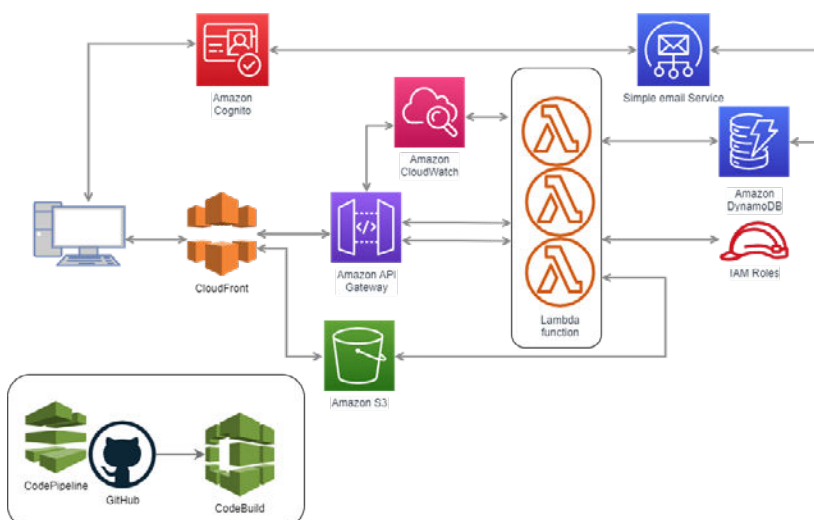 Amazon
Cognito
Simple email Service
Amazon
CloudWatch
Amazon
DynamoDB
CloudFront
Amazon API
Gateway
IAM Roles
Lambda
function
Amazon S3
CodePipeline
GitHub
CodeBuild